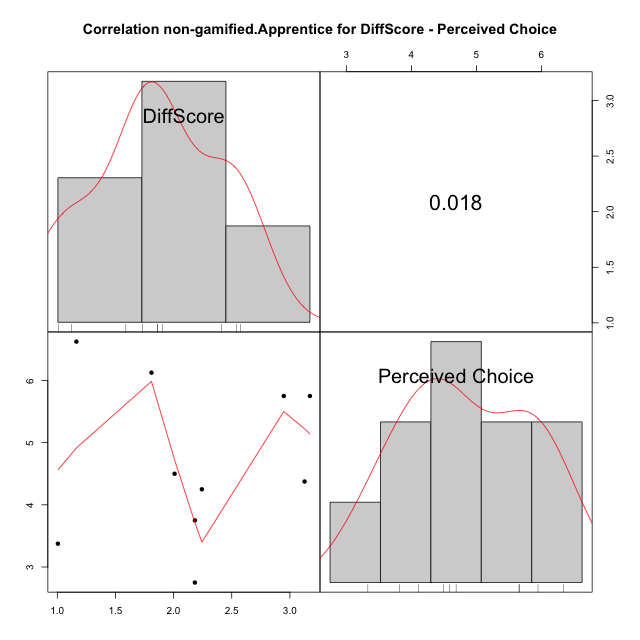 Correlation non-gamified.Apprentice for DiffScore - Perceived Choice
3 4 5 6
DiffScore
0.018
1.0 1.5 2.0 2.5 3.0
3 4 5 6
Perceived Choice
1.0 1.5 2.0 2.5 3.0